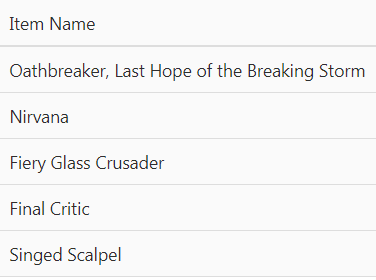 Item Name
Oathbreaker, Last Hope of the Breaking Storm
Nirvana
Fiery Glass Crusader
Final Critic
Singed Scalpel